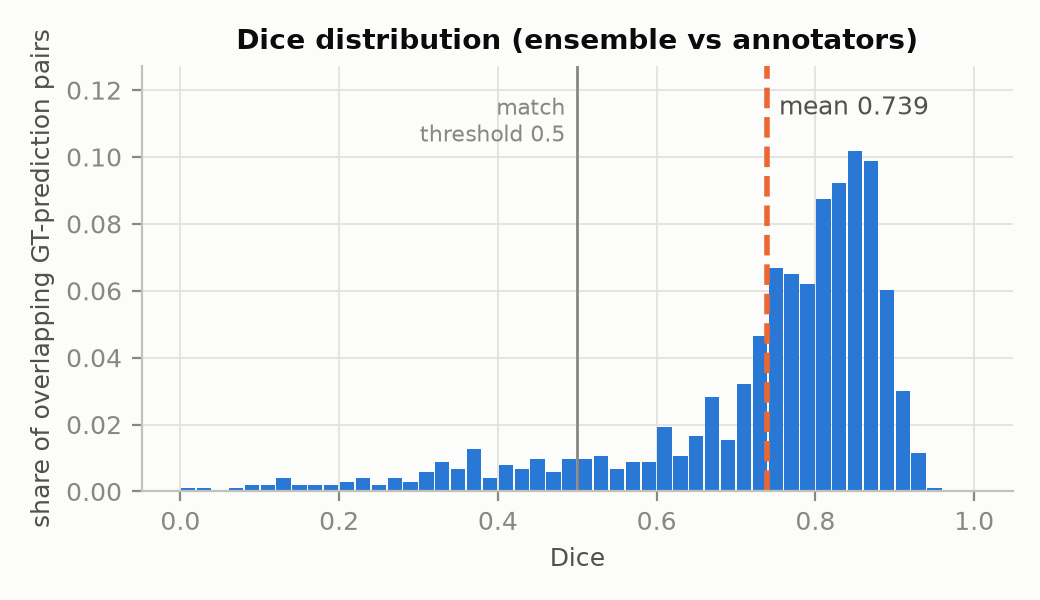 Dice distribution (ensemble vs annotators)
share of overlapping GT-prediction pairs
0.12
0.10
0.08
0.06
0.04
0.02
0.00
match
threshold 0.5
mean 0.739
0.0
0.2
0.4
0.6
0.8
1.0
Dice